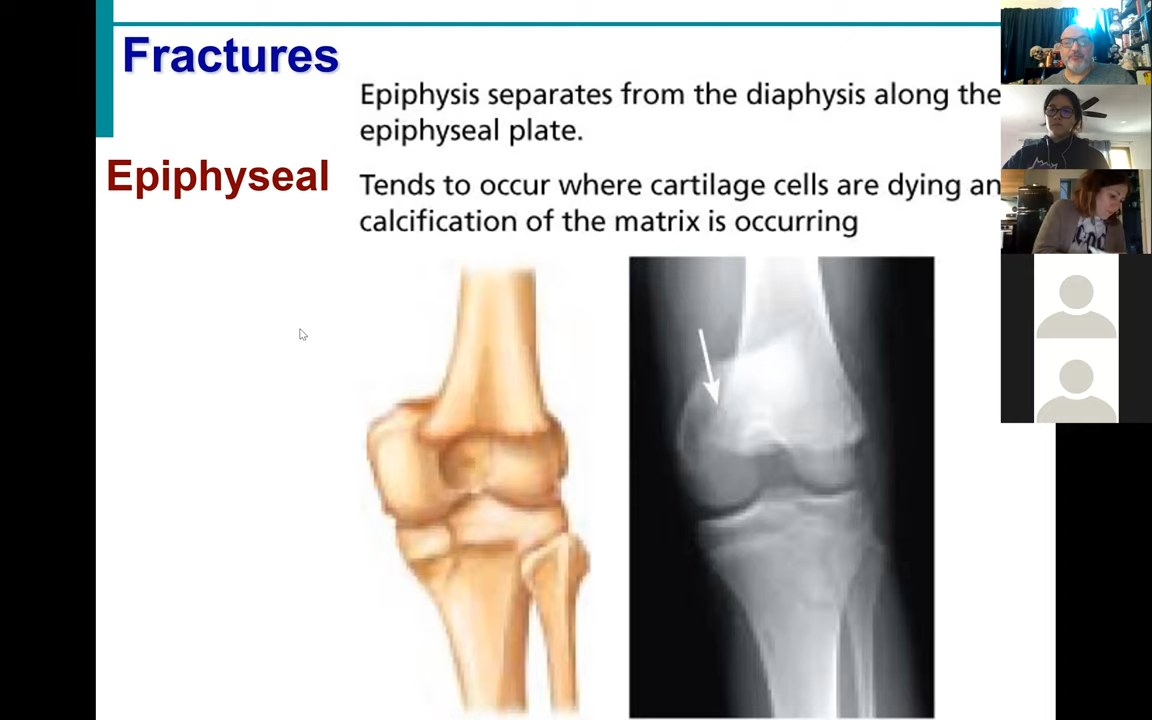 Fractures
Epiphysis separates from the diaphysis along the
epiphyseal plate.
Epiphyseal
Tends to occur where cartilage cells are dying an
calcification of the matrix is occurring